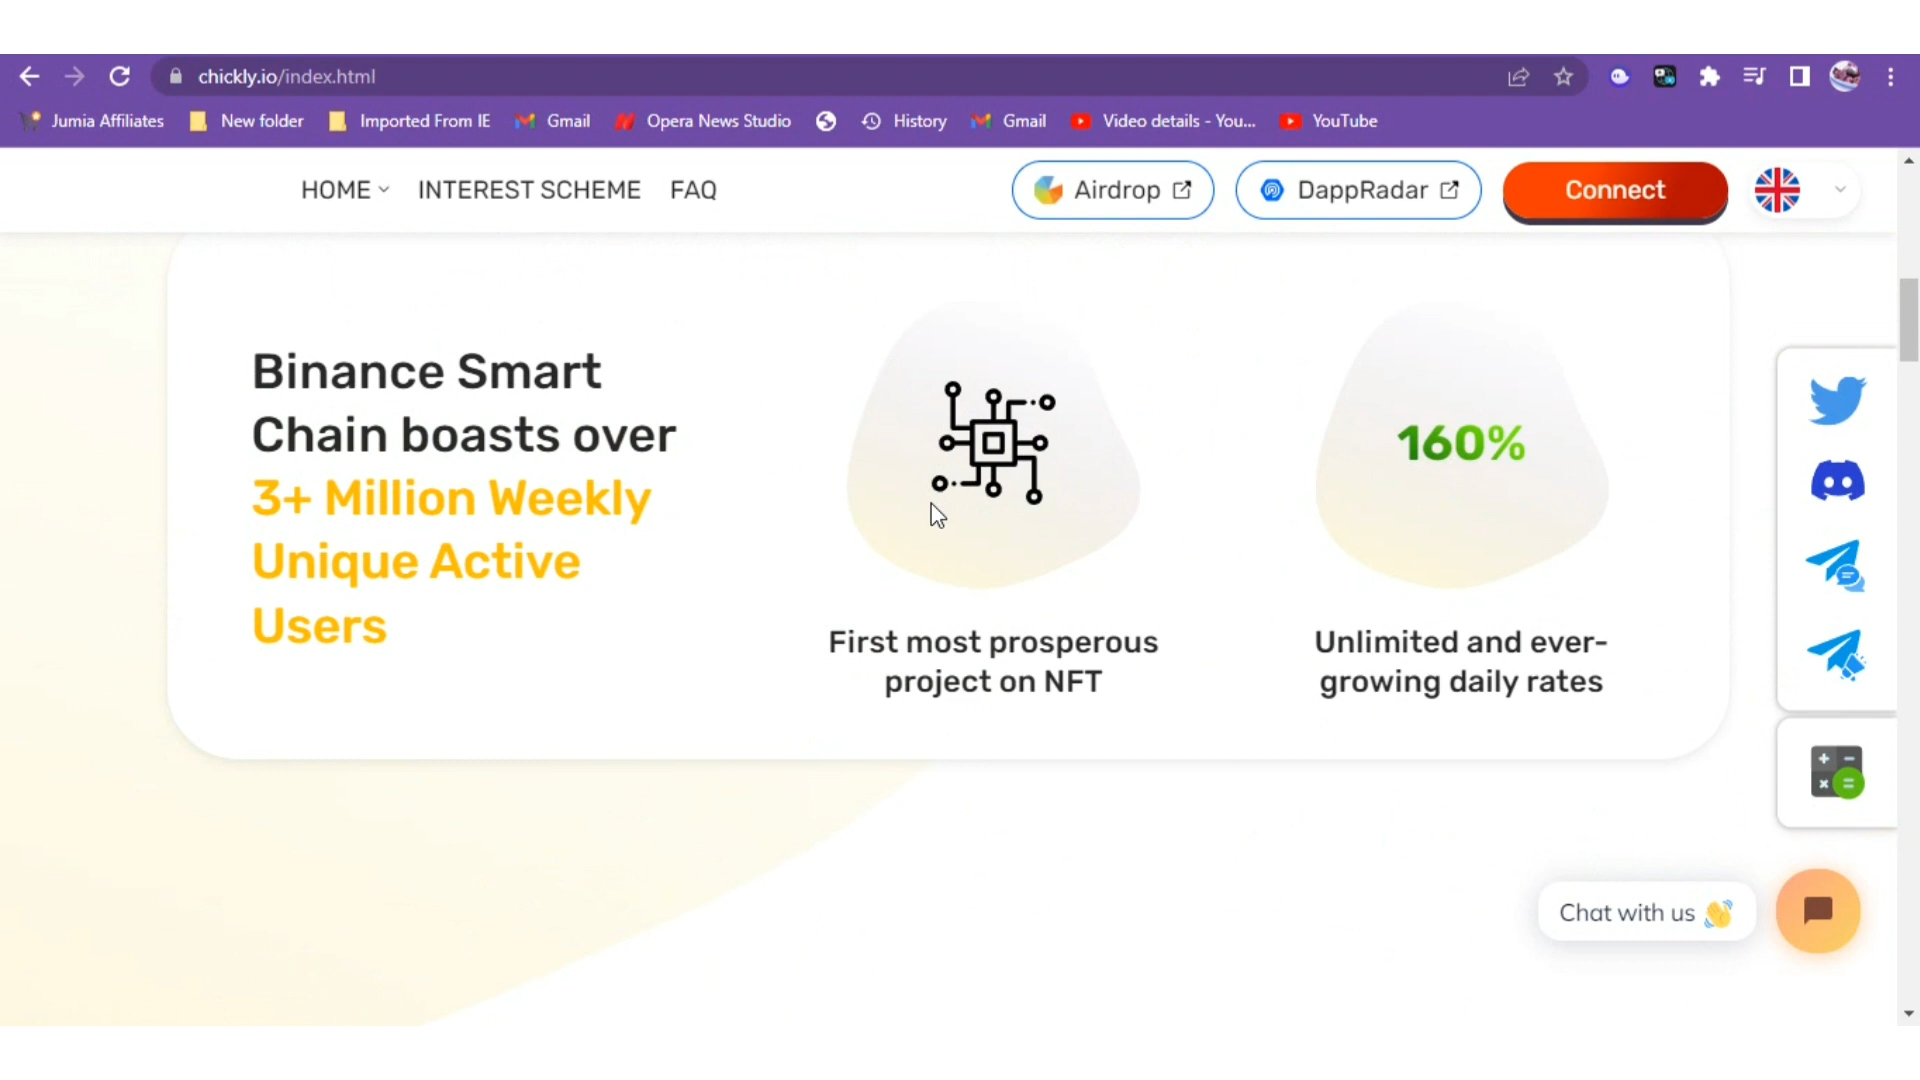 chickly.io/index.html
Jumia Affiliates New folder Imported From IE Gmail Opera News Studio History Gmail Video details - You... YouTube
HOME INTEREST SCHEME FAQ Airdrop DappRadar Connect
Binance Smart
Chain boasts over
3+ Million Weekly
Unique Active
Users
160%
First most prosperous
project on NFT
Unlimited and ever-
growing daily rates
Chat with us 👋